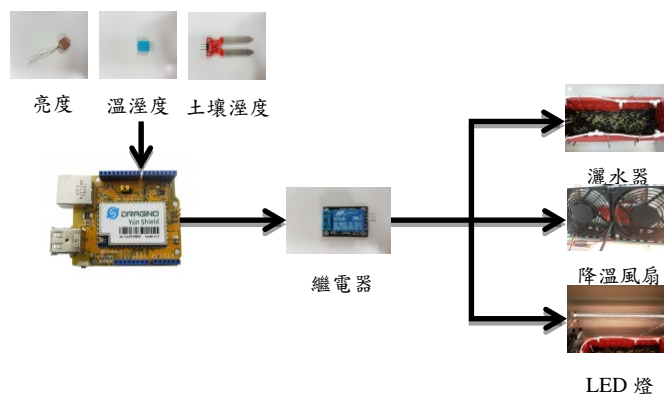 亮度
溫溼度
土壤溼度
DRAGINO
Yún Shield
繼電器
灑水器
降溫風扇
LED 燈